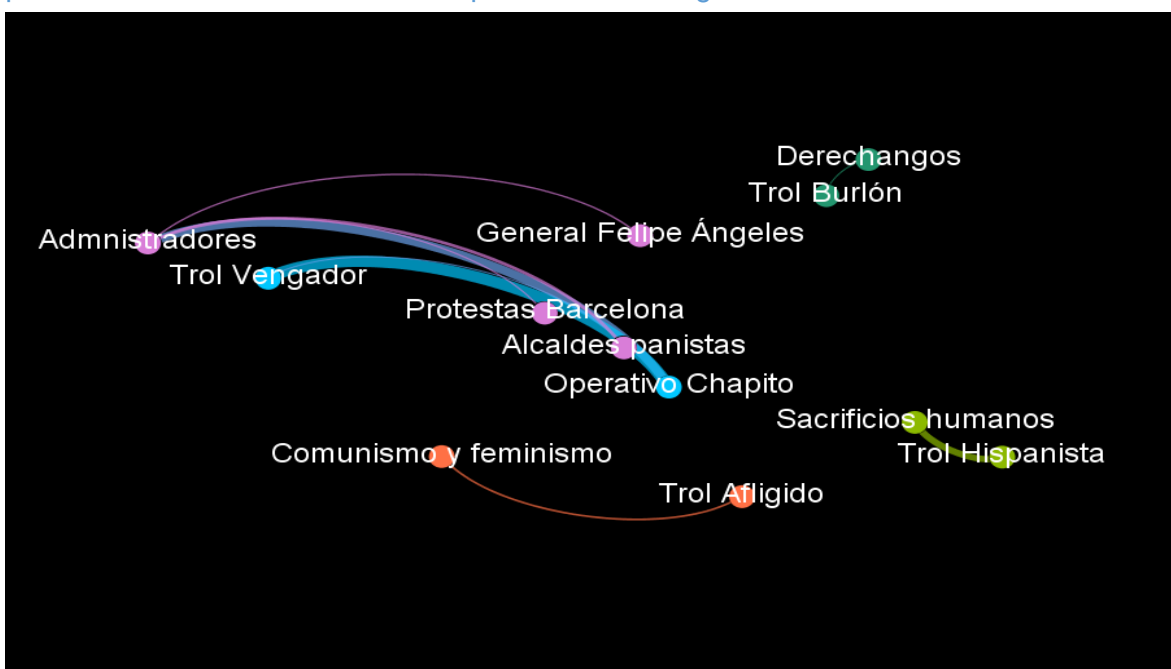 Derechangos
Trol Burlón
General Felipe Ángeles
Admnistradores
Trol Vengador
Protestas Barcelona
Alcaldes panistas
Operativo Chapito
Sacrificios humanos
Comunismo y feminismo
Trol Hispanista
Trol Afligido